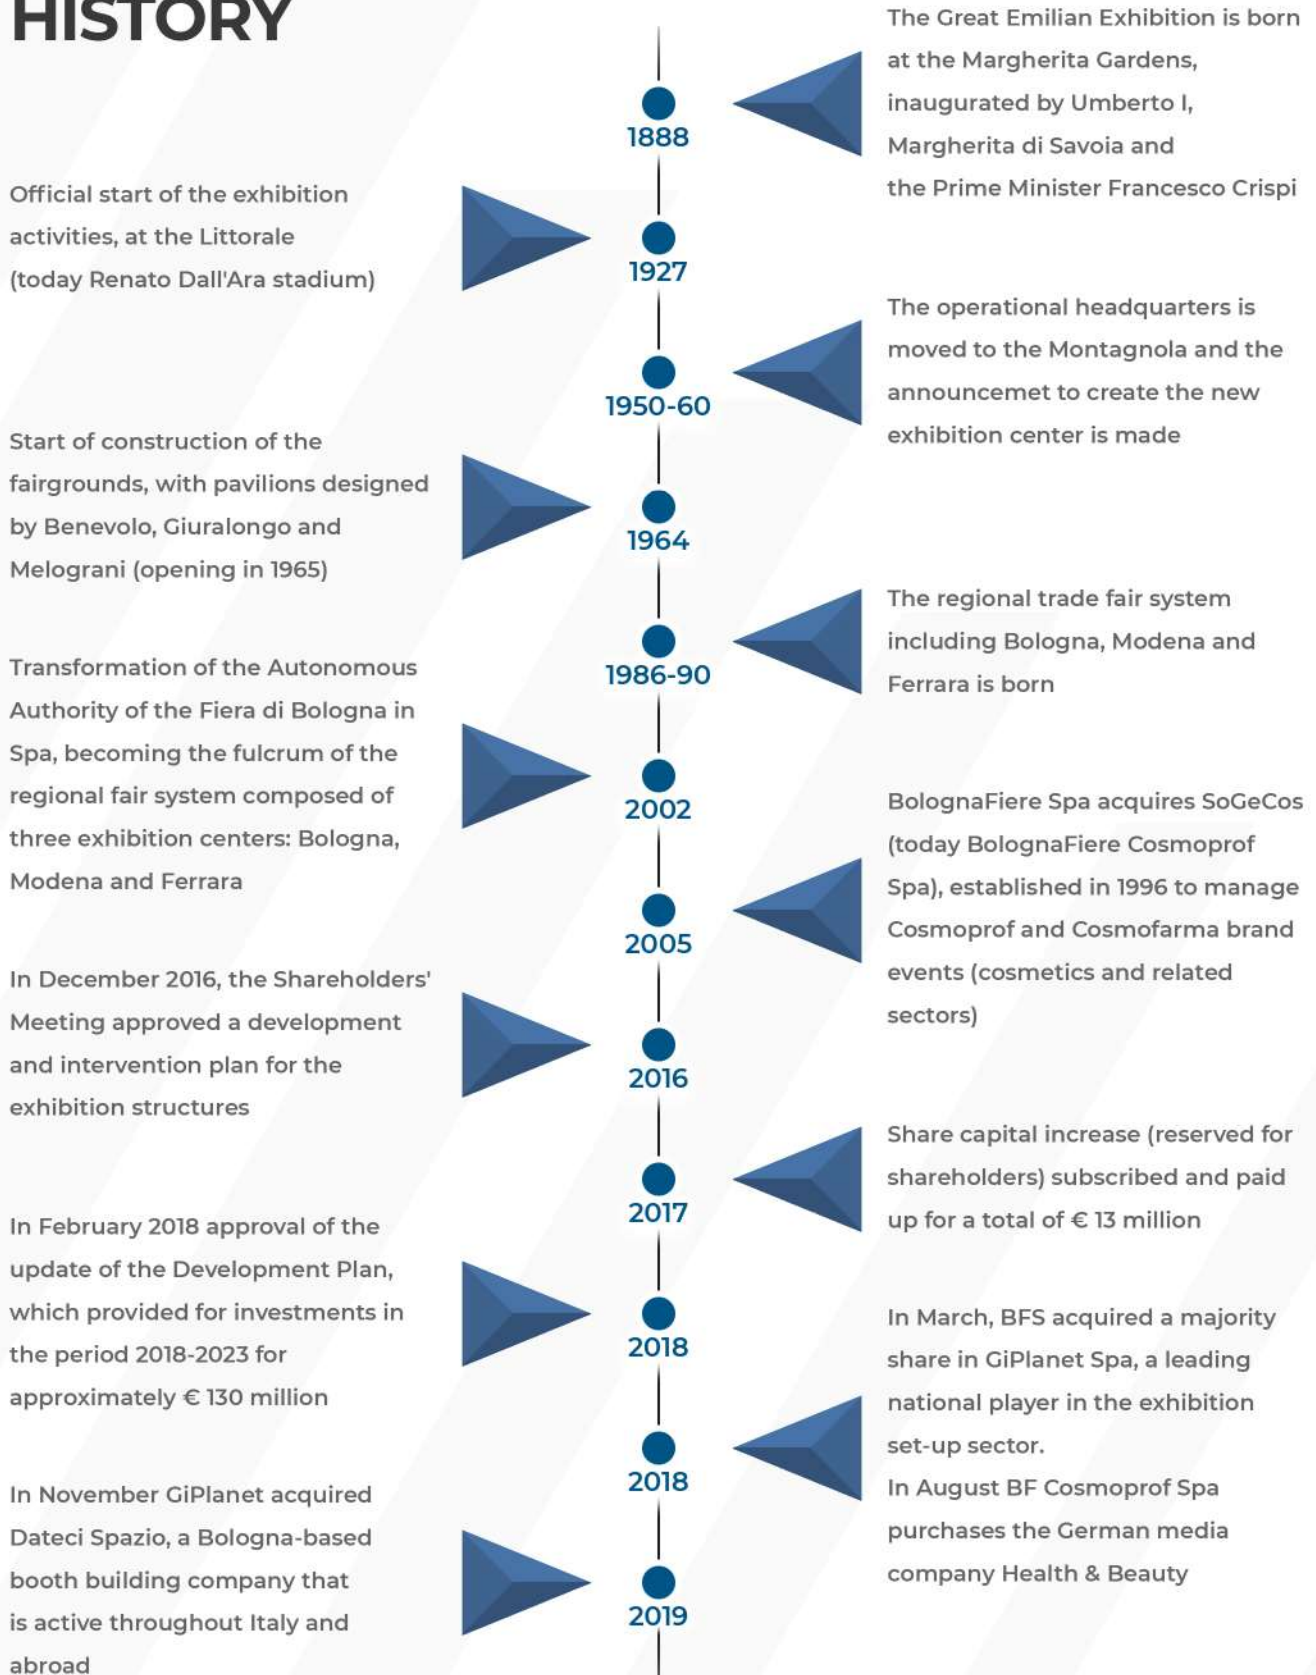 HISTORY
The Great Emilian Exhibition is born
at the Margherita Gardens,
inaugurated by Umberto I,
Margherita di Savoia and
the Prime Minister Francesco Crispi
1888
Official start of the exhibition
activities, at the Littorale
(today Renato Dall'Ara stadium)
1927
The operational headquarters is
moved to the Montagnola and the
announcemet to create the new
exhibition center is made
1950-60
Start of construction of the
fairgrounds, with pavilions designed
by Benevolo, Giuralongo and
Melograni (opening in 1965)
1964
The regional trade fair system
including Bologna, Modena and
Ferrara is born
1986-90
Transformation of the Autonomous
Authority of the Fiera di Bologna in
Spa, becoming the fulcrum of the
regional fair system composed of
three exhibition centers: Bologna,
Modena and Ferrara
2002
BolognaFiere Spa acquires SoGeCos
(today BolognaFiere Cosmoprof
Spa), established in 1996 to manage
Cosmoprof and Cosmofarma brand
events (cosmetics and related
sectors)
2005
In December 2016, the Shareholders'
Meeting approved a development
and intervention plan for the
exhibition structures
2016
Share capital increase (reserved for
shareholders) subscribed and paid
up for a total of € 13 million
2017
In February 2018 approval of the
update of the Development Plan,
which provided for investments in
the period 2018-2023 for
approximately € 130 million
2018
In March, BFS acquired a majority
share in GiPlanet Spa, a leading
national player in the exhibition
set-up sector.
In August BF Cosmoprof Spa
purchases the German media
company Health & Beauty
2018
In November GiPlanet acquired
Dateci Spazio, a Bologna-based
booth building company that
is active throughout Italy and
abroad
2019